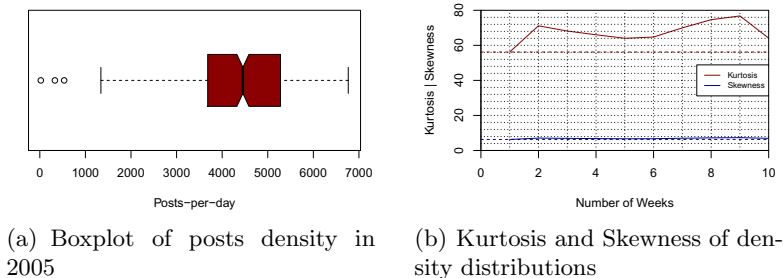 0 1000 2000 3000 4000 5000 6000 7000
Posts-per-day
(a) Boxplot of posts density in
2005
Kurtosis | Skewness
80
60
40
20
0
Kurtosis
Skewness
0 2 4 6 8 10
Number of Weeks
(b) Kurtosis and Skewness of den-
sity distributions